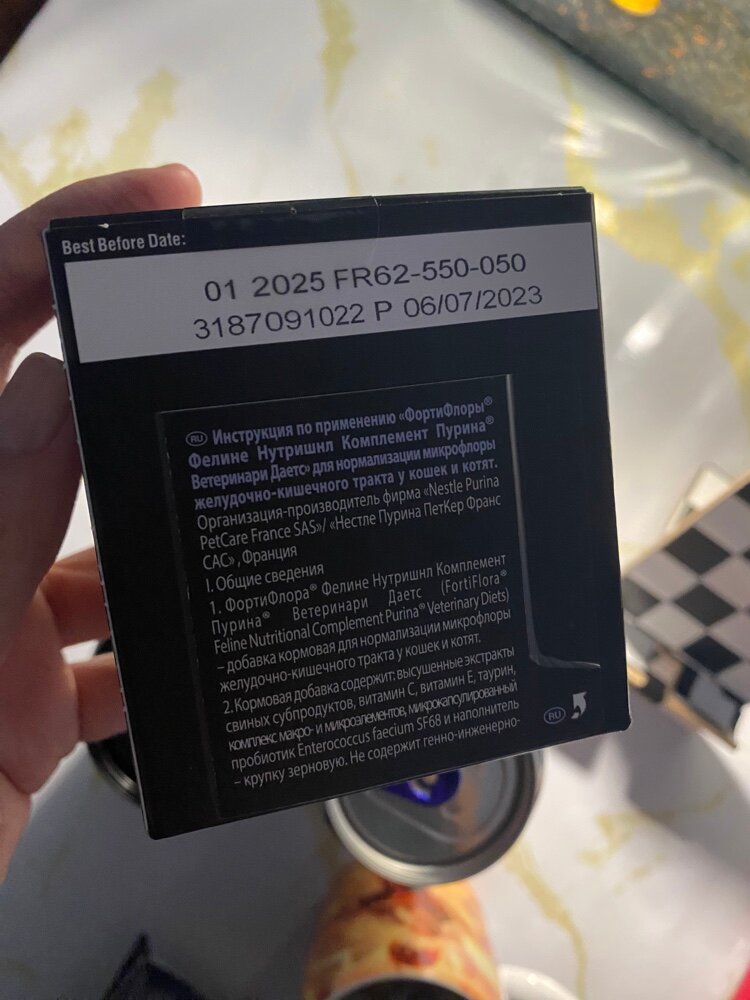 Best Before Date:
01 2025 FR62-550-050
3187091022 P 06/07/2023
RU Инструкция по применению «ФортиФлоры®
Фелине Нутришнл Комплемент Пурина®
Ветеринари Даетс» для нормализации микрофлоры
желудочно-кишечного тракта у кошек и котят.
Организация-производитель фирма «Nestle Purina
PetCare France SAS»/ «Нестле Пурина ПетКер Франс
САС» , Франция
I. Общие сведения
1. ФортиФлора® Фелине Нутришнл Комплемент
Пурина® Ветеринари Даетс (FortiFlora®
Feline Nutritional Complement Purina® Veterinary Diets)
– добавка кормовая для нормализации микрофлоры
желудочно-кишечного тракта у кошек и котят.
2. Кормовая добавка содержит: высушенные экстракты
свиных субпродуктов, витамин С, витамин Е, таурин,
комплекс макро- и микроэлементов, микрокапсулированный
пробиотик Enterococcus faecium SF68 и наполнитель
– крупку зерновую. Не содержит генно-инженерно-
RU